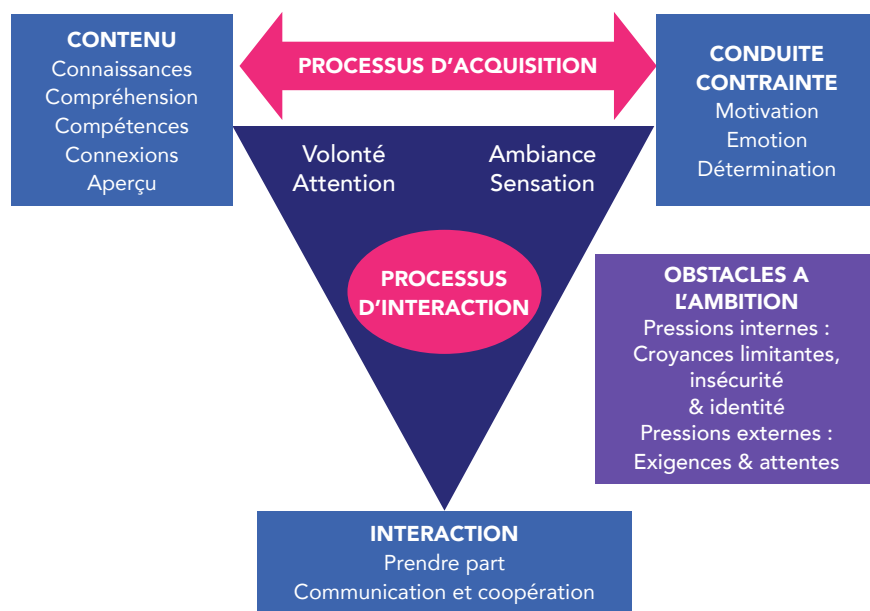 CONTENU
Connaissances
Compréhension
Compétences
Connexions
Aperçu
PROCESSUS D'ACQUISITION
CONDUITE
CONTRAINTE
Motivation
Emotion
Détermination
Volonté
Attention
Ambiance
Sensation
PROCESSUS
D'INTERACTION
OBSTACLES A
L'AMBITION
Pressions internes :
Croyances limitantes,
insécurité
& identité
Pressions externes :
Exigences & attentes
INTERACTION
Prendre part
Communication et coopération